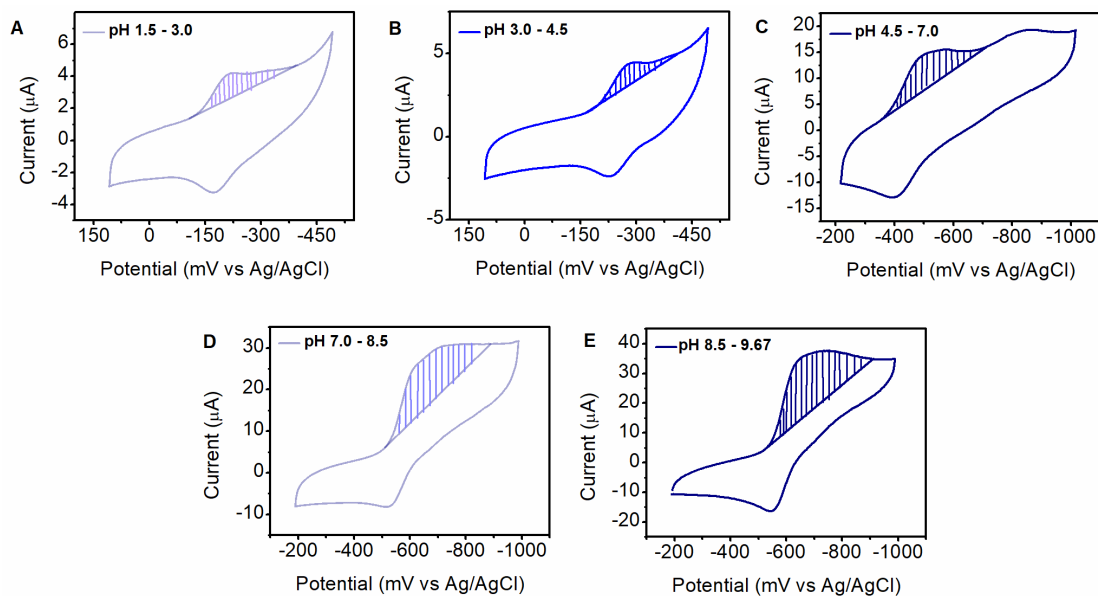 A
pH 1.5 - 3.0
6
4
2
0
-2
-4
Current (μA)
150 0 -150 -300 -450
Potential (mV vs Ag/AgCl)
B
pH 3.0 - 4.5
5
0
-5
Current (μA)
150 0 -150 -300 -450
Potential (mV vs Ag/AgCl)
C
pH 4.5 - 7.0
20
15
10
5
0
-5
-10
-15
Current (μA)
-200 -400 -600 -800 -1000
Potential (mV vs Ag/AgCl)
D
pH 7.0 - 8.5
30
20
10
0
-10
Current (μA)
-200 -400 -600 -800 -1000
Potential (mV vs Ag/AgCl)
E
pH 8.5 - 9.67
40
30
20
10
0
-10
-20
Current (μA)
-200 -400 -600 -800 -1000
Potential (mV vs Ag/AgCl)